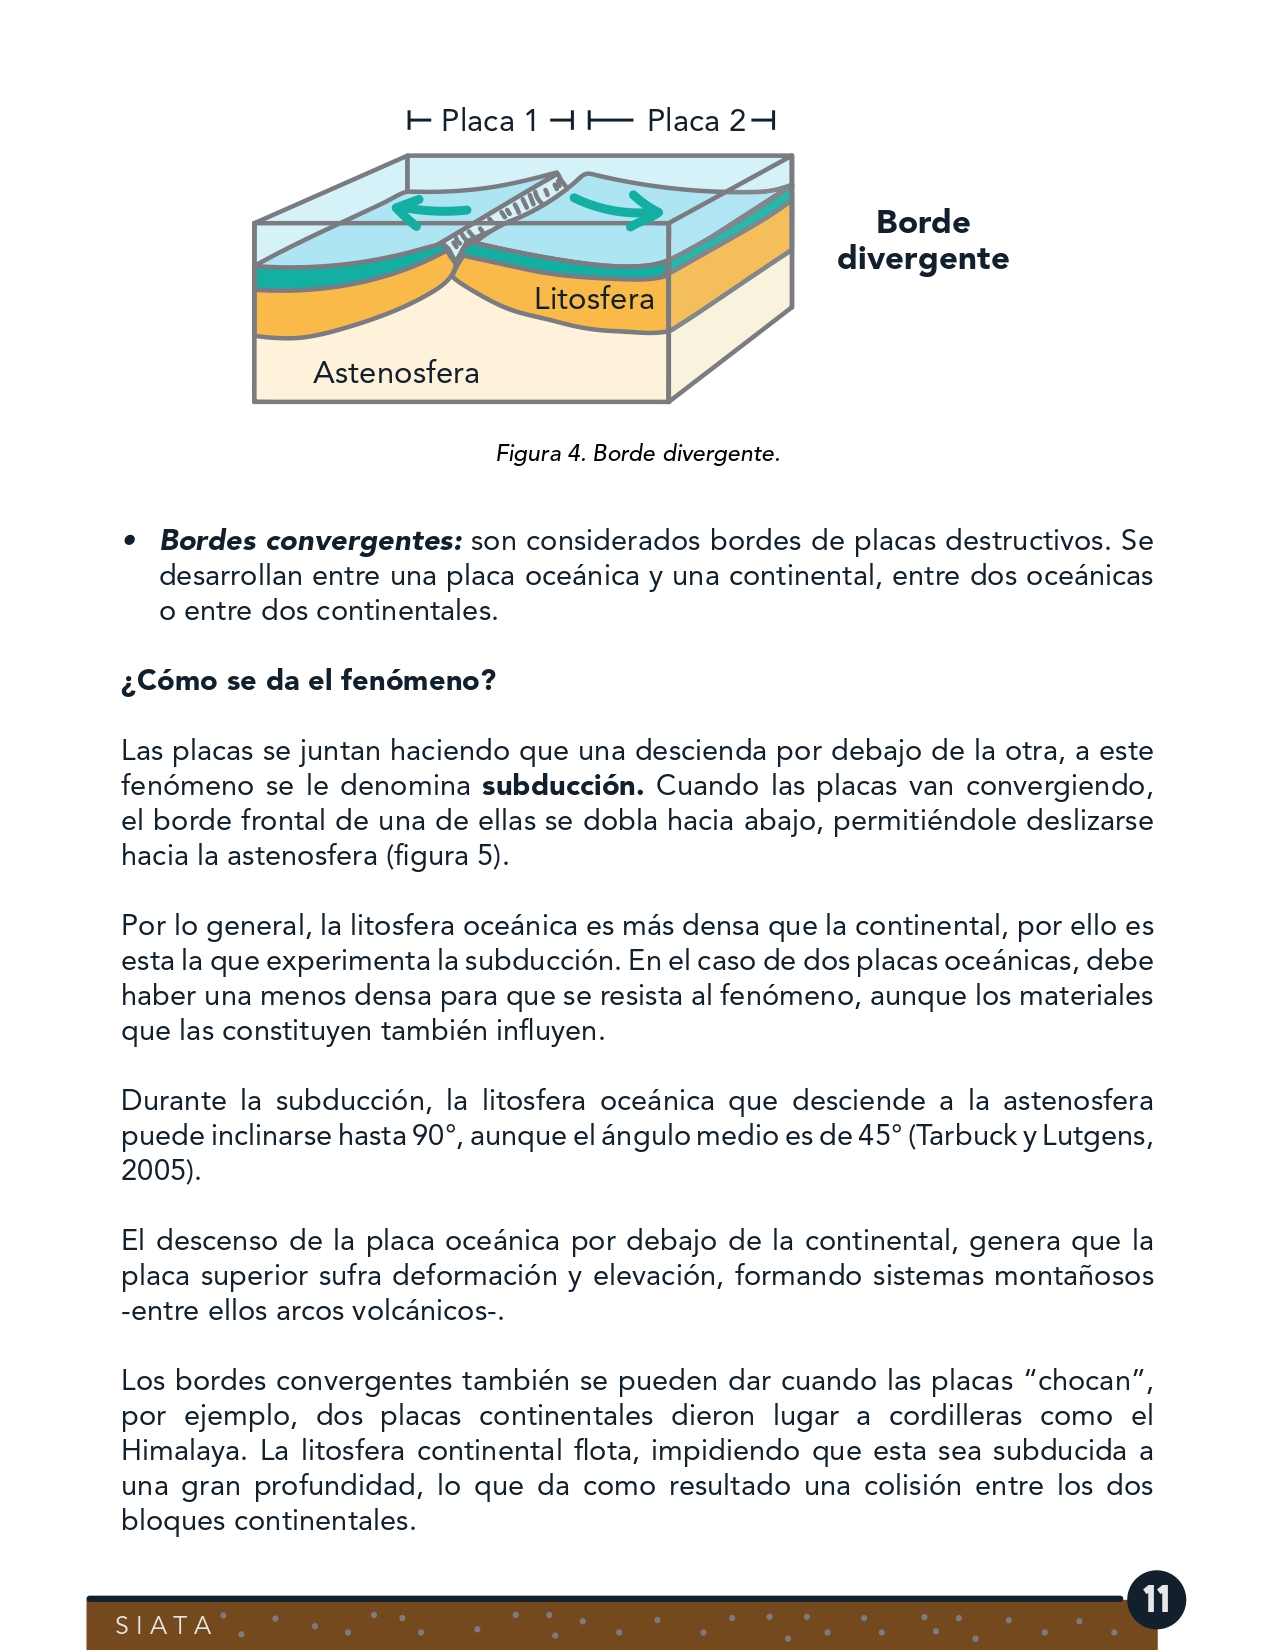 Placa 1 Placa 2
Borde
divergente
Litosfera
Astenosfera
Figura 4. Borde divergente.
• Bordes convergentes: son considerados bordes de placas destructivos. Se
desarrollan entre una placa oceánica y una continental, entre dos oceánicas
o entre dos continentales.
¿Cómo se da el fenómeno?
Las placas se juntan haciendo que una descienda por debajo de la otra, a este
fenómeno se le denomina subducción. Cuando las placas van convergiendo,
el borde frontal de una de ellas se dobla hacia abajo, permitiéndole deslizarse
hacia la astenosfera (figura 5).
Por lo general, la litosfera oceánica es más densa que la continental, por ello es
esta la que experimenta la subducción. En el caso de dos placas oceánicas, debe
haber una menos densa para que se resista al fenómeno, aunque los materiales
que las constituyen también influyen.
Durante la subducción, la litosfera oceánica que desciende a la astenosfera
puede inclinarse hasta 90°, aunque el ángulo medio es de 45° (Tarbuck y Lutgens,
2005).
El descenso de la placa oceánica por debajo de la continental, genera que la
placa superior sufra deformación y elevación, formando sistemas montañosos
-entre ellos arcos volcánicos-.
Los bordes convergentes también se pueden dar cuando las placas “chocan”,
por ejemplo, dos placas continentales dieron lugar a cordilleras como el
Himalaya. La litosfera continental flota, impidiendo que esta sea subducida a
una gran profundidad, lo que da como resultado una colisión entre los dos
bloques continentales.
11
SIATA